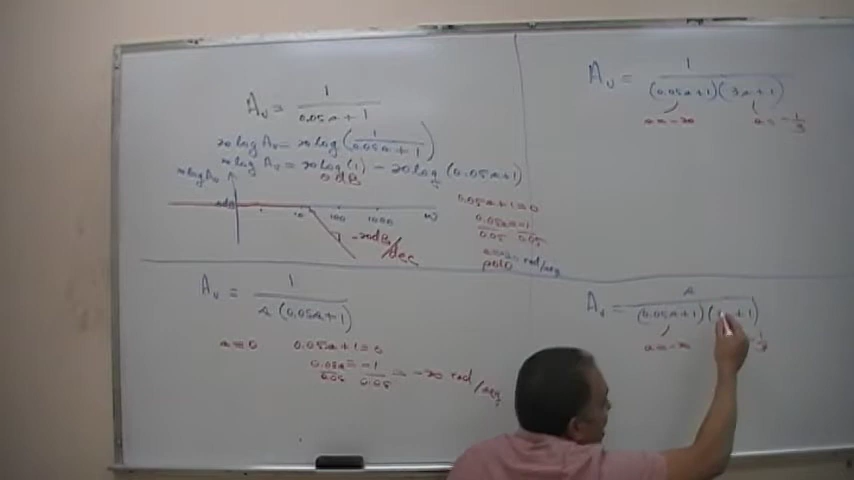 Av = 1 / (0.05s + 1)
20 log Av = 20 log (1 / (0.05s + 1))
20 log Av = 20 log (1) - 20 log (0.05s + 1)
0 dB
20 log Av
0dB 10 100 1000 w
-20dB/Dec
0.05s + 1 = 0
0.05s / 0.05 = -1 / 0.05
s = -20 rad/seg
polo
Av = 1 / (s (0.05s + 1))
s = 0 0.05s + 1 = 0
0.05s / 0.05 = -1 / 0.05 = -20 rad/seg
Av = 1 / ((0.05s + 1)(3s + 1))
s = -20 s = -1/3
Av = s / ((0.05s + 1)( + 1)
s = -20